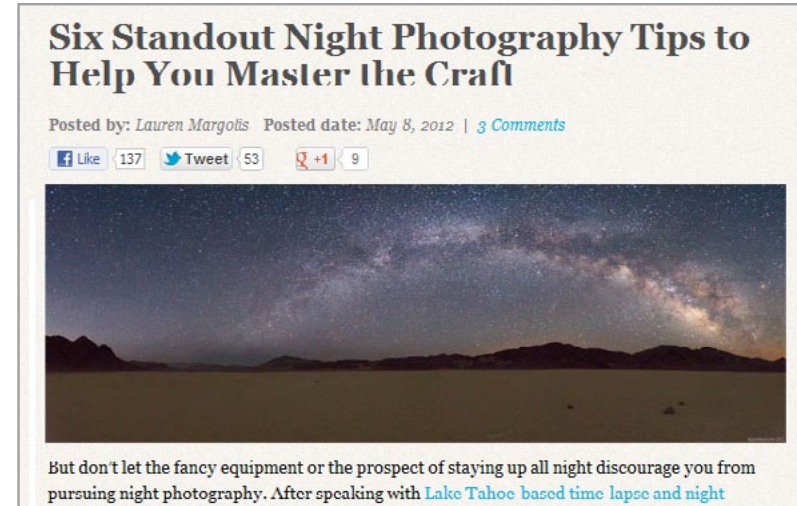 Six Standout Night Photography Tips to
Help You Master the Craft
Posted by: Lauren Margolis Posted date: May 8, 2012 | 3 Comments
Like 137 Tweet 53 +1 9
But don't let the fancy equipment or the prospect of staying up all night discourage you from
pursuing night photography. After speaking with Lake Tahoe based time lapse and night